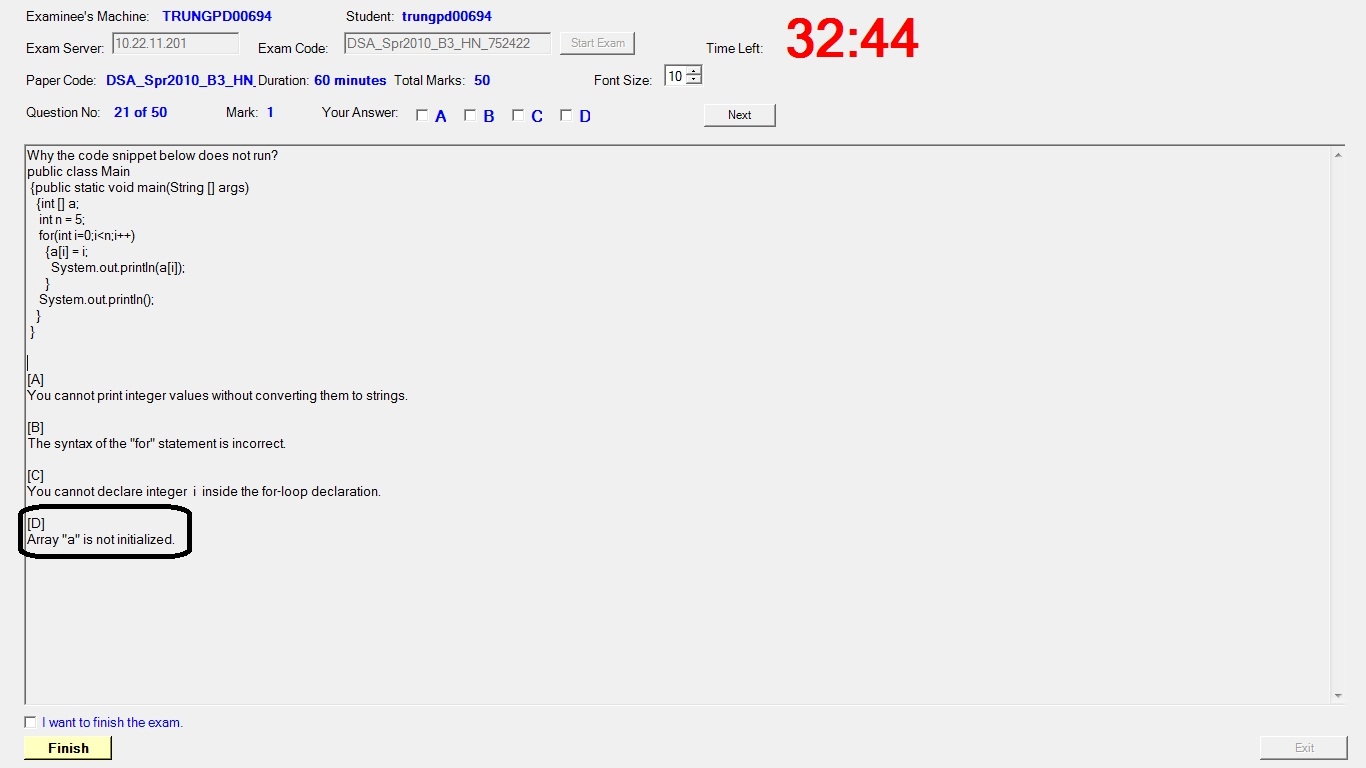 Examinee's Machine: TRUNGPD00694 Student: trungpd00694
Exam Server: 10.22.11.201 Exam Code: DSA_Spr2010_B3_HN_752422 Start Exam Time Left: 32:44
Paper Code: DSA_Spr2010_B3_HN_ Duration: 60 minutes Total Marks: 50 Font Size: 10
Question No: 21 of 50 Mark: 1 Your Answer: A B C D Next
Why the code snippet below does not run?
public class Main
{public static void main(String [] args)
{int [] a;
int n = 5;
for(int i=0;i<n;i++)
{a[i] = i;
System.out.println(a[i]);
}
System.out.println();
}
}
[A]
You cannot print integer values without converting them to strings.
[B]
The syntax of the "for" statement is incorrect.
[C]
You cannot declare integer i inside the for-loop declaration.
[D]
Array "a" is not initialized.
I want to finish the exam.
Finish Exit